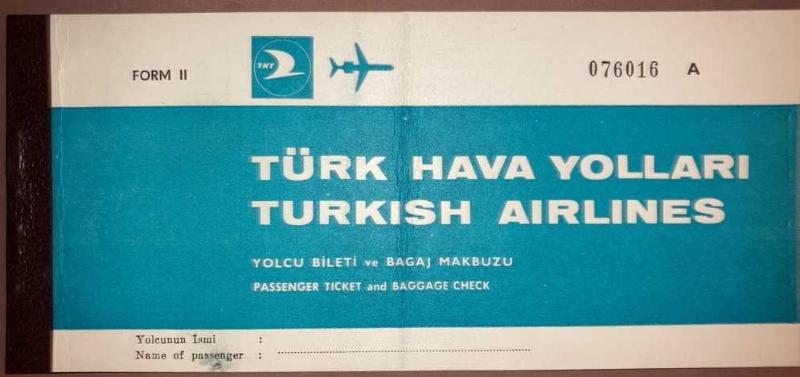 FORM II
THY
076016 A
TÜRK HAVA YOLLARI
TURKISH AIRLINES
YOLCU BİLETİ ve BAGAJ MAKBUZU
PASSENGER TICKET and BAGGAGE CHECK
Yolcunun İsmi :
Name of passenger :